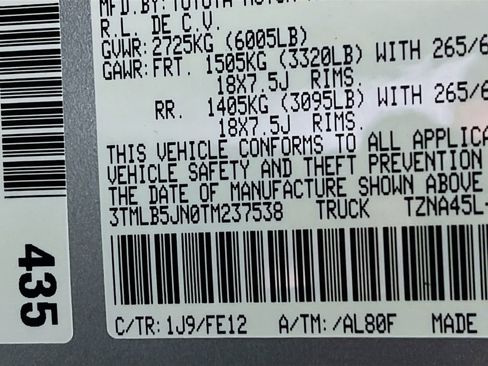 MFD.BY:TOYOTA MOTOR
R.L. DE C.V.
GVWR:2725KG (6005LB)
GAWR:FRT. 1505KG (3320LB) WITH 265/6
18X7.5J RIMS.
RR. 1405KG (3095LB) WITH 265/6
18X7.5J RIMS.
THIS VEHICLE CONFORMS TO ALL APPLICA
VEHICLE SAFETY AND THEFT PREVENTION
THE DATE OF MANUFACTURE SHOWN ABOVE
3TMLB5JN0TM237538 TRUCK TZNA45L-
C/TR: 1J9/FE12 A/TM: /AL80F MADE
435